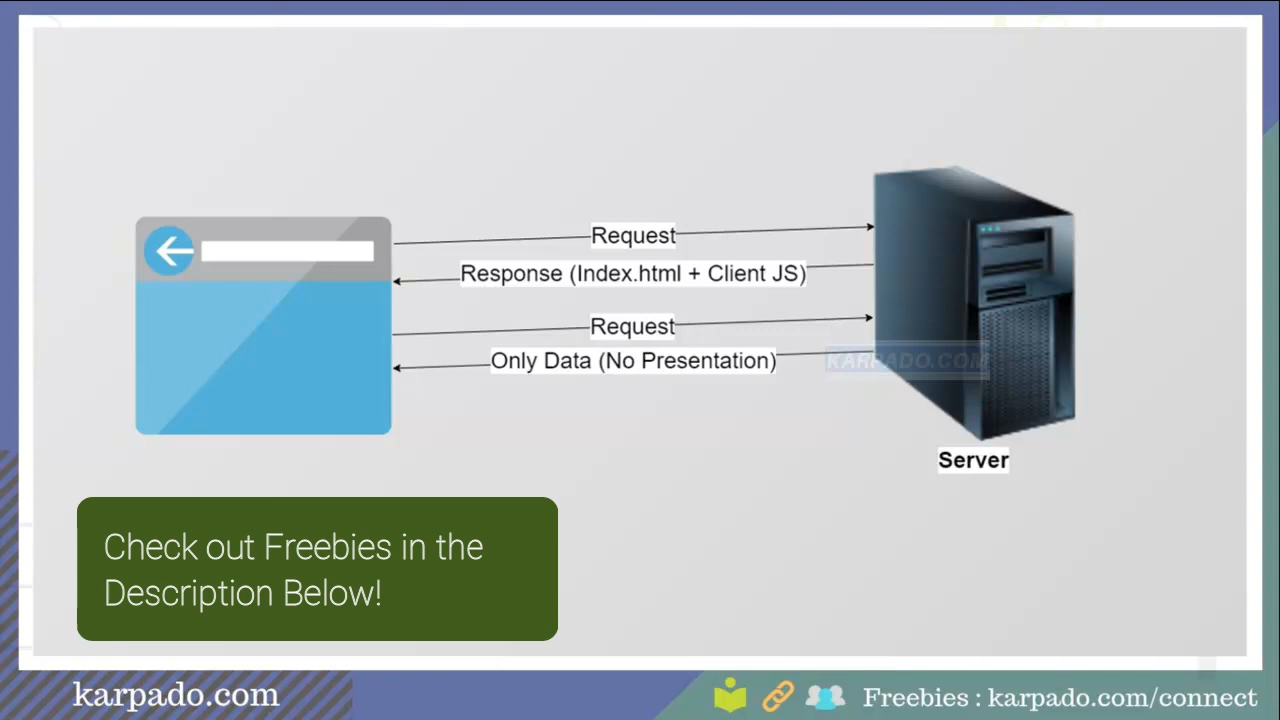 Request
Response (Index.html + Client JS)
Request
Only Data (No Presentation)
KARPADO.COM
Server
Check out Freebies in the
Description Below!
karpado.com
Freebies : karpado.com/connect